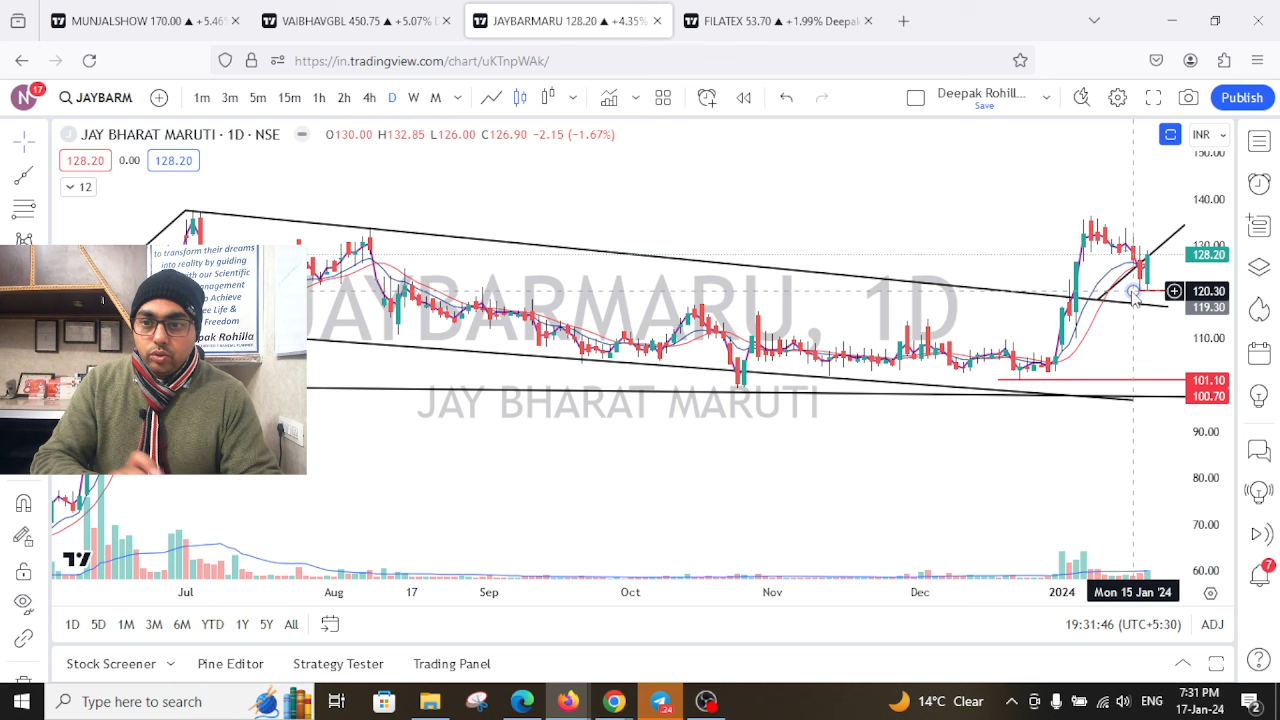 MUNJALSHOW 170.00 ▲ +5.46%
VAIBHAVGBL 450.75 ▲ +5.07% D
JAYBARMARU 128.20 ▲ +4.35%
FILATEX 53.70 ▲ +1.99% Deepak
https://in.tradingview.com/chart/uKTnpWAk/
N 17
JAYBARM
1m 3m 5m 15m 1h 2h 4h D W M
Deepak Rohill...
Save
Publish
JAY BHARAT MARUTI · 1D · NSE
O130.00 H132.85 L126.00 C126.90 −2.15 (−1.67%)
INR
128.20 0.00 128.20
12
150.00
140.00
130.00
128.20
120.30
119.30
110.00
101.10
100.70
90.00
80.00
70.00
60.00
JAYBARMARU, 1D
JAY BHARAT MARUTI
to transform their dreams
into reality by guiding
with our Scientific
Achieve
Life &
Freedom
Rohilla
Jul Aug 17 Sep Oct Nov Dec 2024 Mon 15 Jan '24
1D 5D 1M 3M 6M YTD 1Y 5Y All
19:31:46 (UTC+5:30) ADJ
7
Stock Screener Pine Editor Strategy Tester Trading Panel
Type here to search
24
14°C Clear
ENG
7:31 PM
17-Jan-24
2